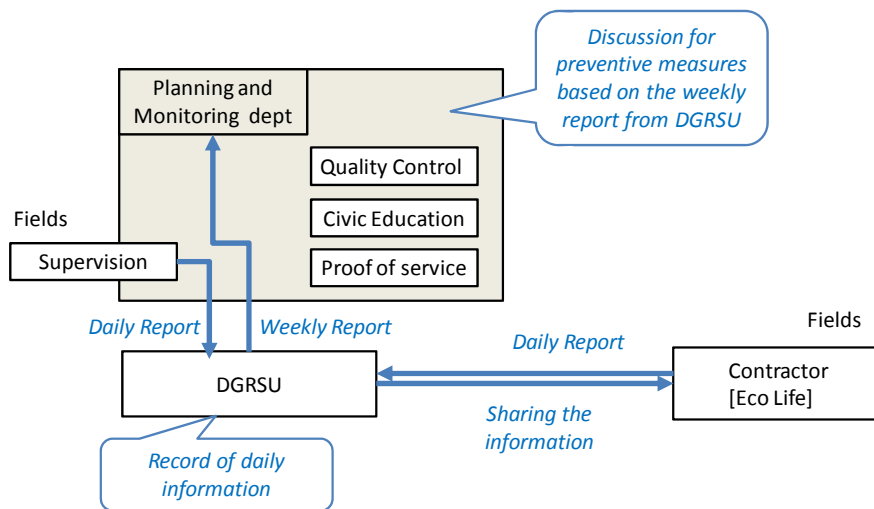 Discussion for
preventive measures
based on the weekly
report from DGRSU
Planning and
Monitoring dept
Quality Control
Civic Education
Proof of service
Fields
Supervision
Daily Report
Weekly Report
DGRSU
Record of daily
information
Daily Report
Sharing the
information
Fields
Contractor
[Eco Life]